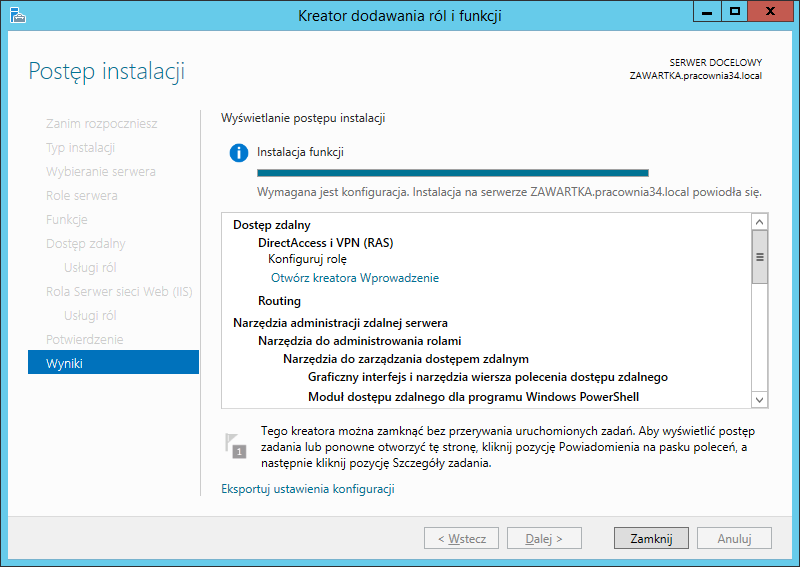 Kreator dodawania ról i funkcji
Postęp instalacji
SERWER DOCELOWY
ZAWARTKA.pracownia34.local
Zanim rozpoczniesz
Typ instalacji
Wybieranie serwera
Role serwera
Funkcje
Dostęp zdalny
Usługi ról
Rola Serwer sieci Web (IIS)
Usługi ról
Potwierdzenie
Wyniki
Wyświetlanie postępu instalacji
Instalacja funkcji
Wymagana jest konfiguracja. Instalacja na serwerze ZAWARTKA.pracownia34.local powiodła się.
Dostęp zdalny
DirectAccess i VPN (RAS)
Konfiguruj rolę
Otwórz kreatora Wprowadzenie
Routing
Narzędzia administracji zdalnej serwera
Narzędzia do administrowania rolami
Narzędzia do zarządzania dostępem zdalnym
Graficzny interfejs i narzędzia wiersza polecenia dostępu zdalnego
Moduł dostępu zdalnego dla programu Windows PowerShell
1
Tego kreatora można zamknąć bez przerywania uruchomionych zadań. Aby wyświetlić postęp
zadania lub ponowne otworzyć tę stronę, kliknij pozycję Powiadomienia na pasku poleceń, a
następnie kliknij pozycję Szczegóły zadania.
Eksportuj ustawienia konfiguracji
< Wstecz
Dalej >
Zamknij
Anuluj